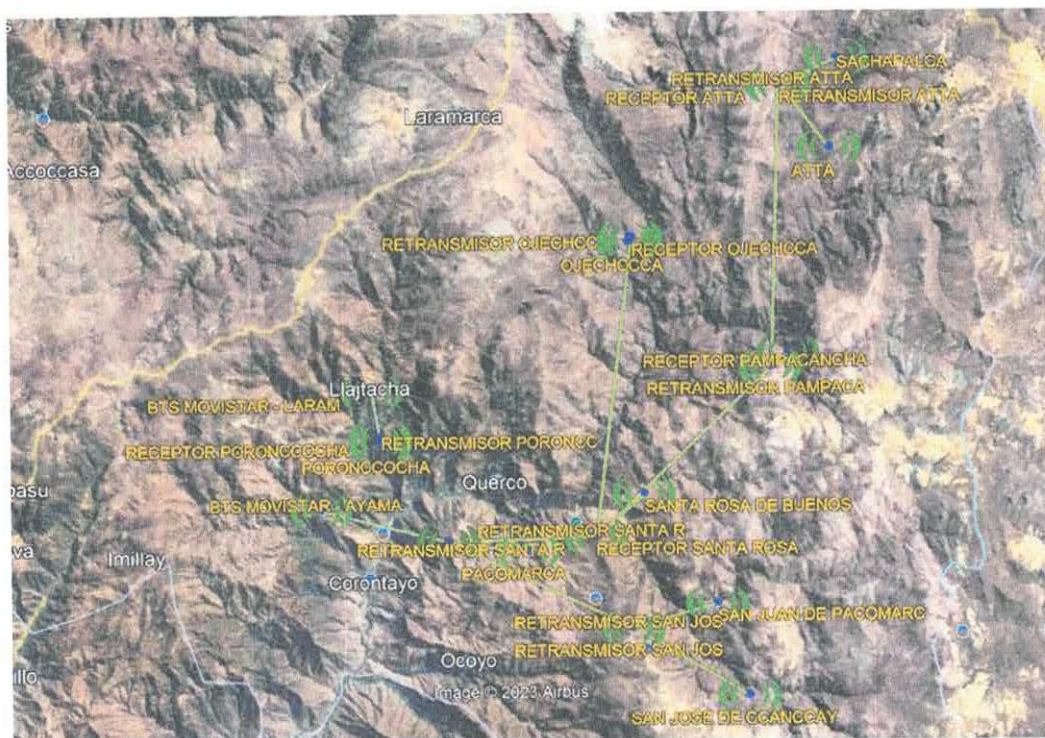 SACHAPALCA
RETRANSMISOR ATTA
RECEPTOR ATTA
RETRANSMISOR ATTA
Laramarca
Accoccasa
ATTA
RETRANSMISOR OJECHCC
RECEPTOR OJECHCCA
OJECHCCCA
RECEPTOR PAMPACANCHA
RETRANSMISOR PAMPACA
Llajtacha
BTS MOVISTAR - LARAM
RETRANSMISOR PORONCC
RECEPTOR PORONCCOCHA
PORONCCOCHA
Querco
basu
SANTA ROSA DE BUENOS
BTS MOVISTAR - AYAMA
RETRANSMISOR SANTA R
RETRANSMISOR SANTA R
RECEPTOR SANTA ROSA
Imillay
PACOMARCA
Corontayo
SAN JUAN DE PACOMARC
RETRANSMISOR SAN JOS
RETRANSMISOR SAN JOS
Ocoyo
illo
Image © 2023 Airbus
SAN JOSE DE CCANCCAY